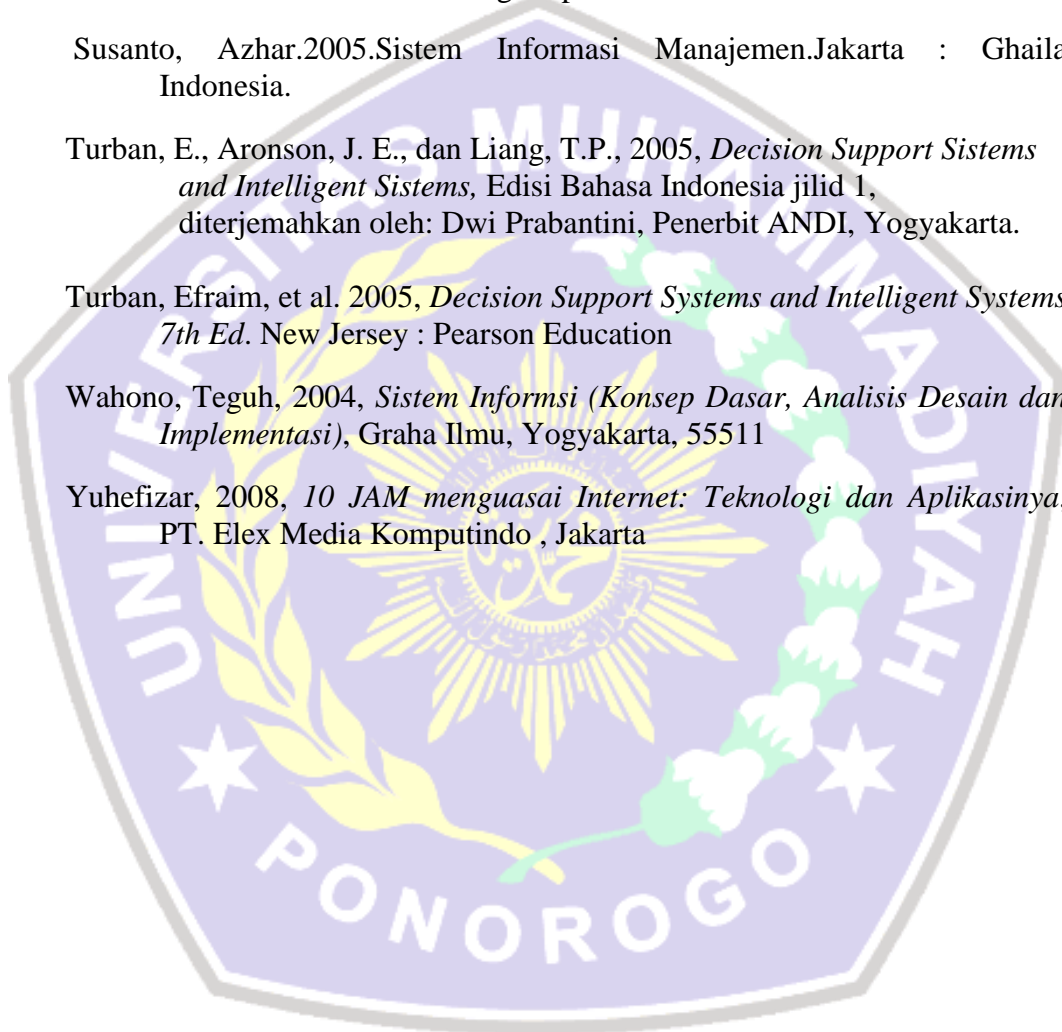 Susanto, Azhar.2005.Sistem Informasi Manajemen.Jakarta : Ghaila
Indonesia.
Turban, E., Aronson, J. E., dan Liang, T.P., 2005, Decision Support Sistems
and Intelligent Sistems, Edisi Bahasa Indonesia jilid 1,
diterjemahkan oleh: Dwi Prabantini, Penerbit ANDI, Yogyakarta.
Turban, Efraim, et al. 2005, Decision Support Systems and Intelligent Systems
7th Ed. New Jersey : Pearson Education
Wahono, Teguh, 2004, Sistem Informsi (Konsep Dasar, Analisis Desain dan
Implementasi), Graha Ilmu, Yogyakarta, 55511
Yuhefizar, 2008, 10 JAM menguasai Internet: Teknologi dan Aplikasinya,
PT. Elex Media Komputindo , Jakarta
UNIVERSITAS MUHAMMADIYAH
PONOROGO